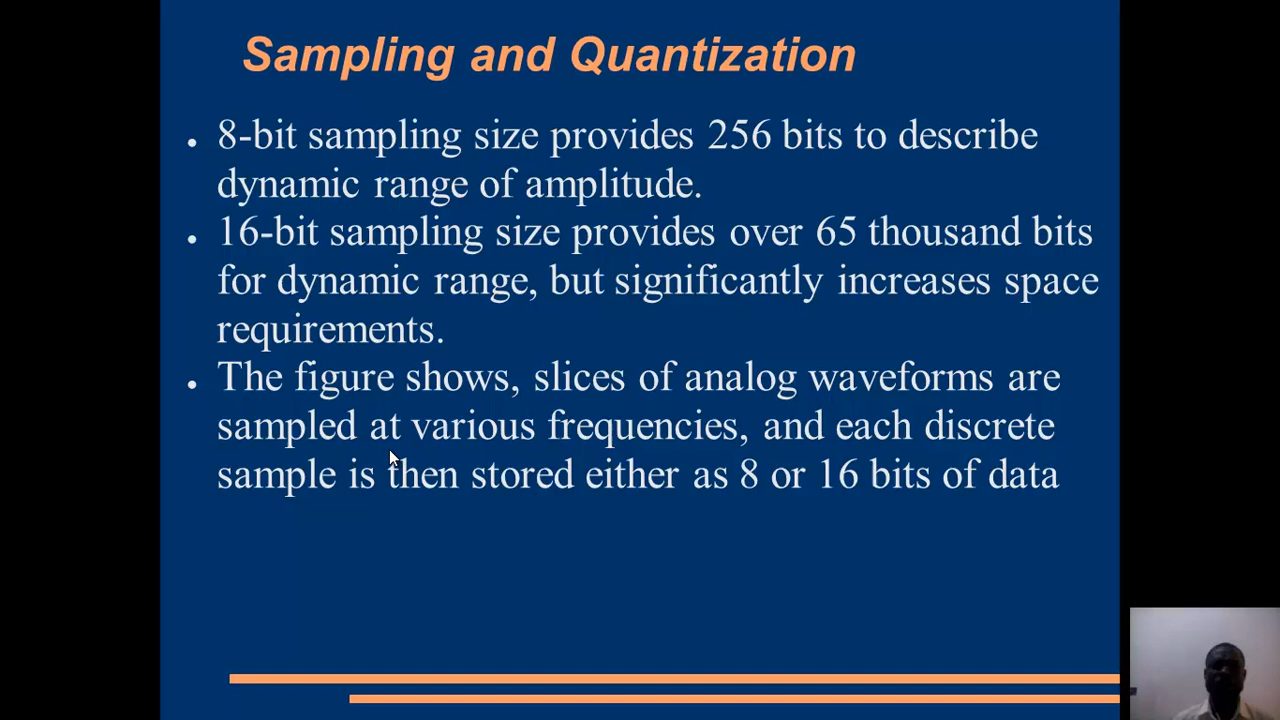 Sampling and Quantization
• 8-bit sampling size provides 256 bits to describe
dynamic range of amplitude.
• 16-bit sampling size provides over 65 thousand bits
for dynamic range, but significantly increases space
requirements.
• The figure shows, slices of analog waveforms are
sampled at various frequencies, and each discrete
sample is then stored either as 8 or 16 bits of data